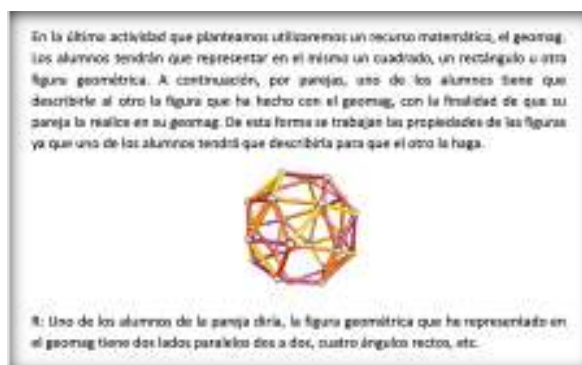 En la última actividad que planteamos utilizaremos un recurso matemático, el geomag.
Los alumnos tendrán que representar en el mismo un cuadrado, un rectángulo u otra
figura geométrica. A continuación, por parejas, uno de los alumnos tiene que
describirle al otro la figura que ha hecho con el geomag, con la finalidad de que su
pareja la realice en su geomag. De esta forma se trabajan las propiedades de las figuras
ya que uno de los alumnos tendrá que describirla para que el otro la haga.
R: Uno de los alumnos de la pareja diría, la figura geométrica que he representado en
el geomag tiene dos lados paralelos dos a dos, cuatro ángulos rectos, etc.